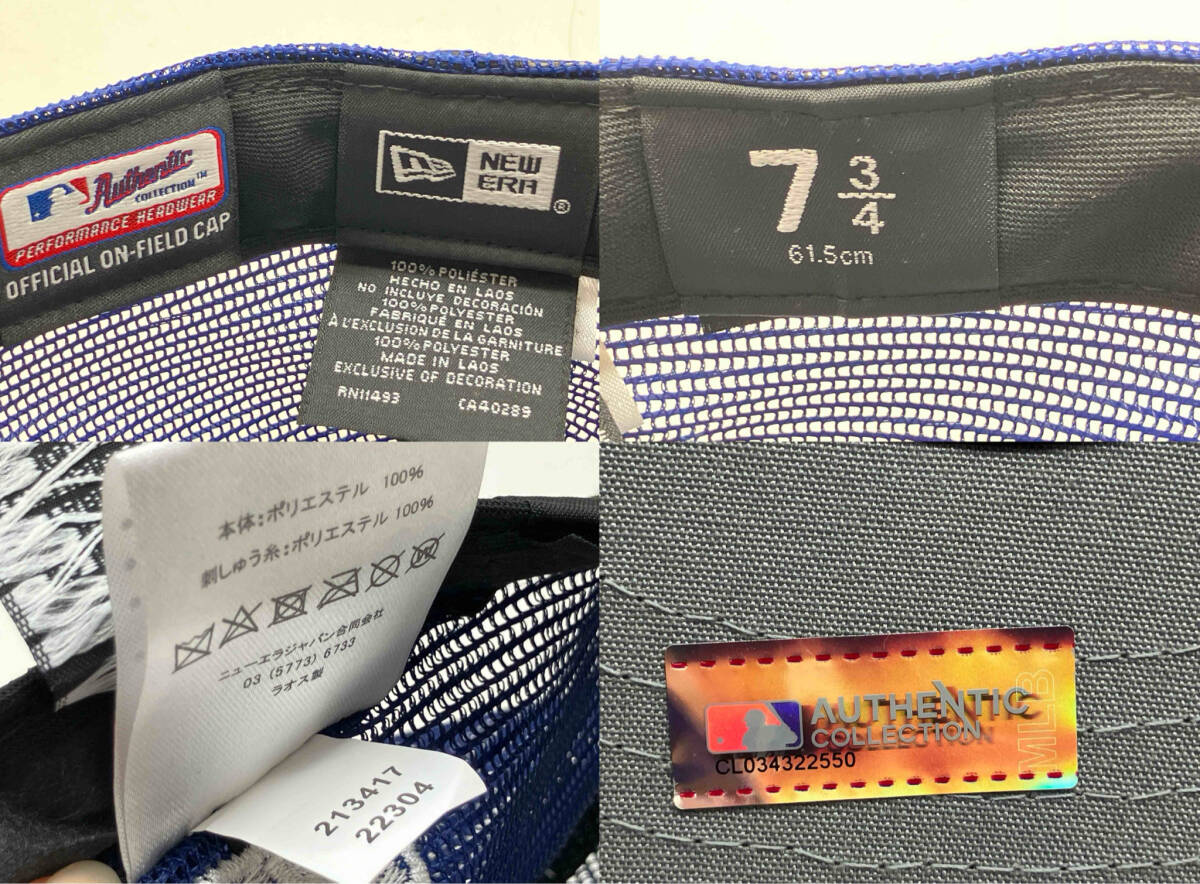 Authentic
COLLECTION™
PERFORMANCE HEADWEAR
OFFICIAL ON-FIELD CAP
NEW
ERA®
100% POLIÉSTER
HECHO EN LAOS
NO INCLUYE DECORACIÓN
100% POLYESTER
FABRIQUÉ EN LAOS
À L'EXCLUSION DE LA GARNITURE
100% POLYESTER
MADE IN LAOS
EXCLUSIVE OF DECORATION
RN11493 CA40289
7 3/4
61.5cm
本体:ポリエステル 100%
刺しゅう糸:ポリエステル 100%
ニューエラジャパン合同会社
03 (5773) 6733
ラオス製
213417
22304
AUTHENTIC
COLLECTION
CL034322550
MLB